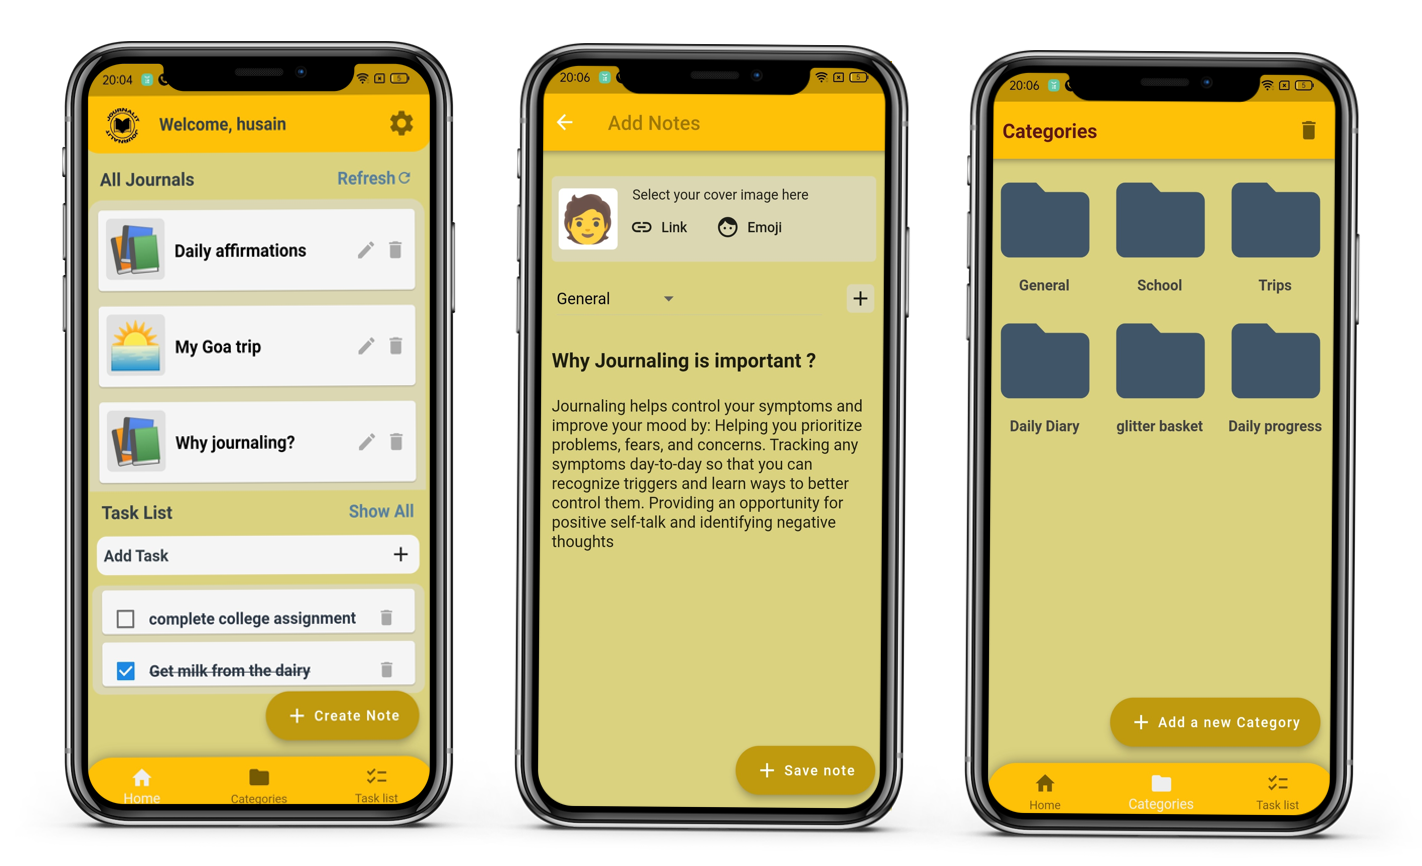 20:04
5
JOURNALIT
JOURNALIT
Welcome, husain
All Journals
Refresh
Daily affirmations
My Goa trip
Why journaling?
Task List
Show All
Add Task
complete college assignment
Get milk from the dairy
Create Note
Home
Categories
Task list
20:06
5
Add Notes
Select your cover image here
Link
Emoji
General
Why Journaling is important ?
Journaling helps control your symptoms and
improve your mood by: Helping you prioritize
problems, fears, and concerns. Tracking any
symptoms day-to-day so that you can
recognize triggers and learn ways to better
control them. Providing an opportunity for
positive self-talk and identifying negative
thoughts
Save note
20:06
5
Categories
General
School
Trips
Daily Diary
glitter basket
Daily progress
Add a new Category
Home
Categories
Task list